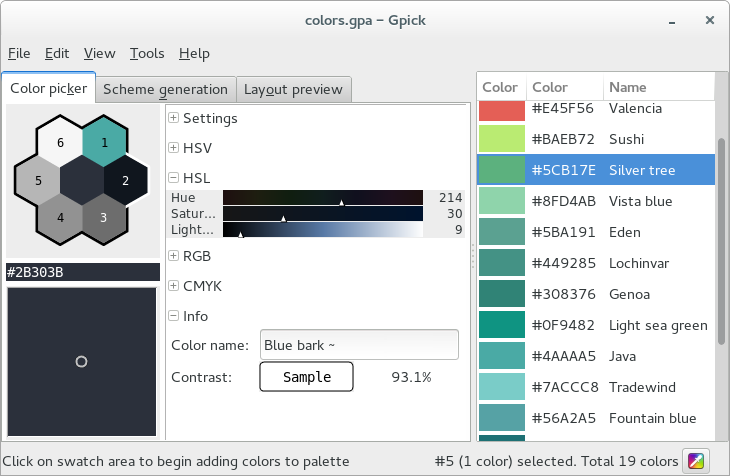 colors.gpa – Gpick
File Edit View Tools Help
Color picker Scheme generation Layout preview
6 1
5 2
4 3
#2B303B
Settings
HSV
HSL
Hue 214
Satur... 30
Light... 9
RGB
CMYK
Info
Color name: Blue bark ~
Contrast: Sample 93.1%
Color Color Name
#E45F56 Valencia
#BAEB72 Sushi
#5CB17E Silver tree
#8FD4AB Vista blue
#5BA191 Eden
#449285 Lochinvar
#308376 Genoa
#0F9482 Light sea green
#4AAAA5 Java
#7ACCC8 Tradewind
#56A2A5 Fountain blue
Click on swatch area to begin adding colors to palette
#5 (1 color) selected. Total 19 colors